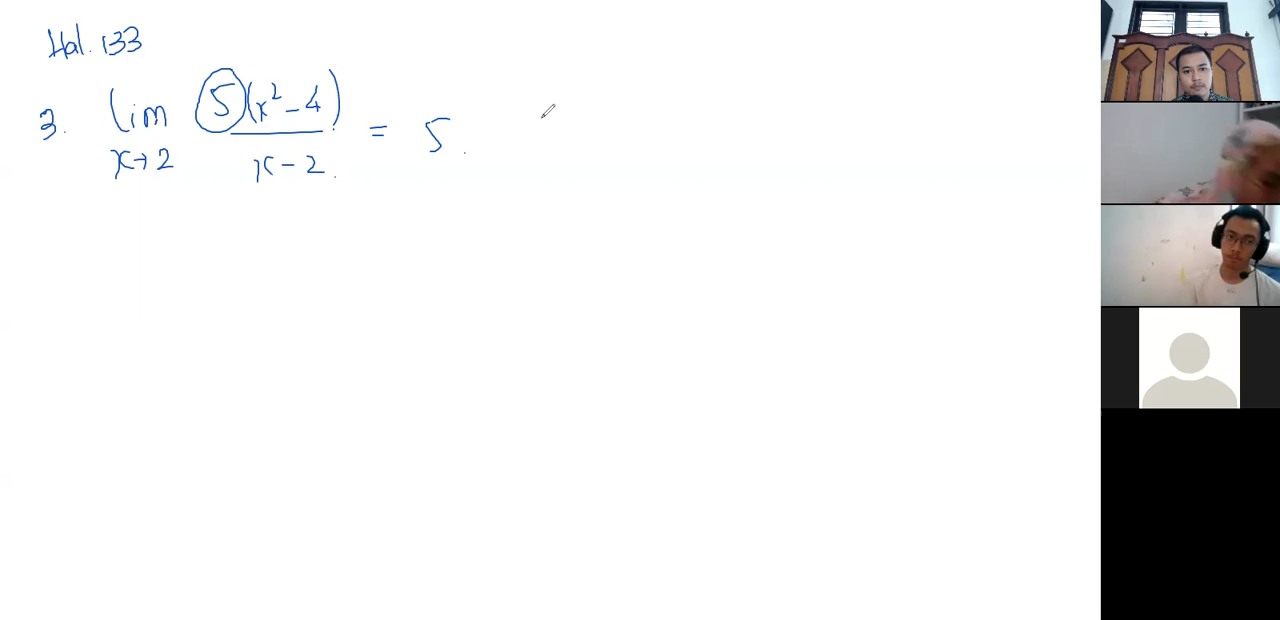 Hal. 133
3. lim x→2 5(x²-4) / x-2 = 5